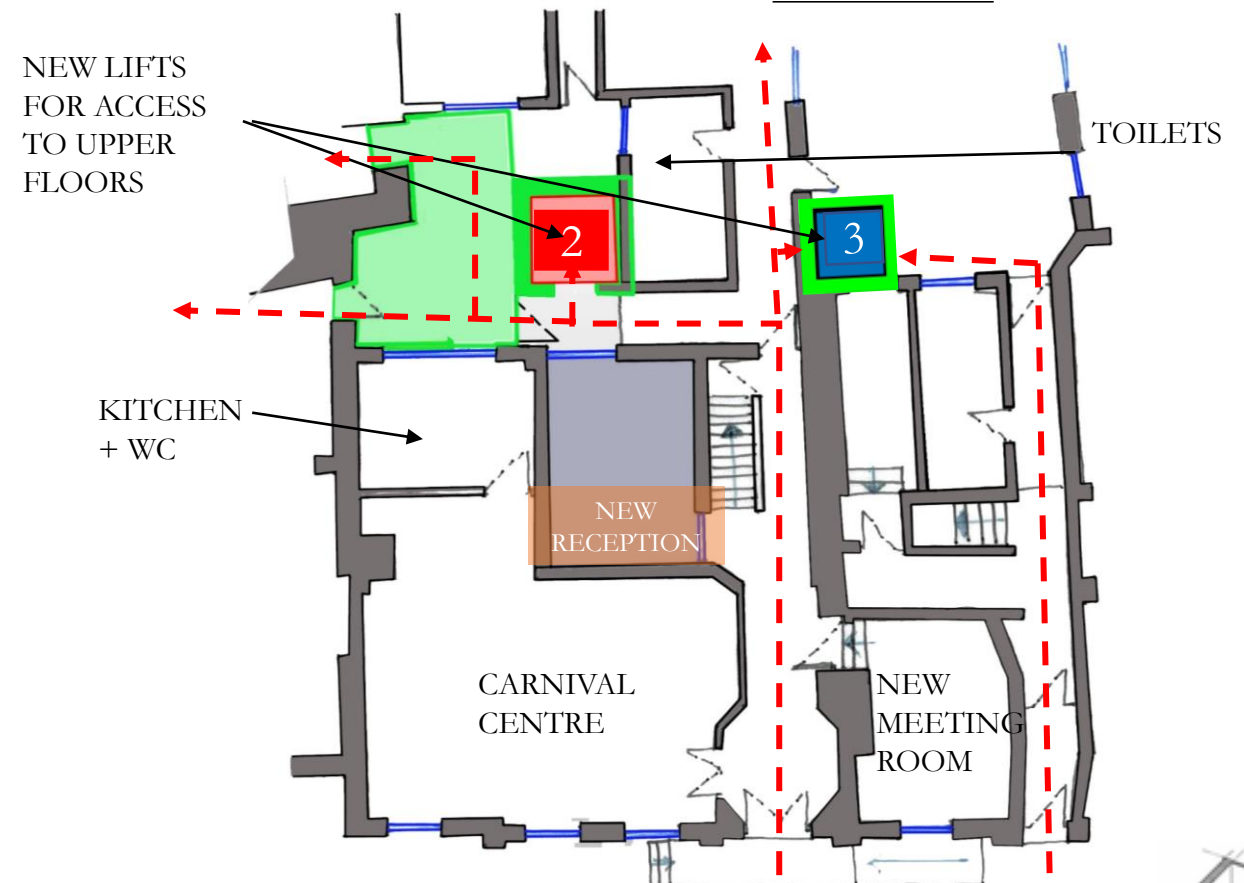 NEW LIFTS
FOR ACCESS
TO UPPER
FLOORS
TOILETS
2
3
KITCHEN
+ WC
NEW
RECEPTION
CARNIVAL
CENTRE
NEW
MEETING
ROOM